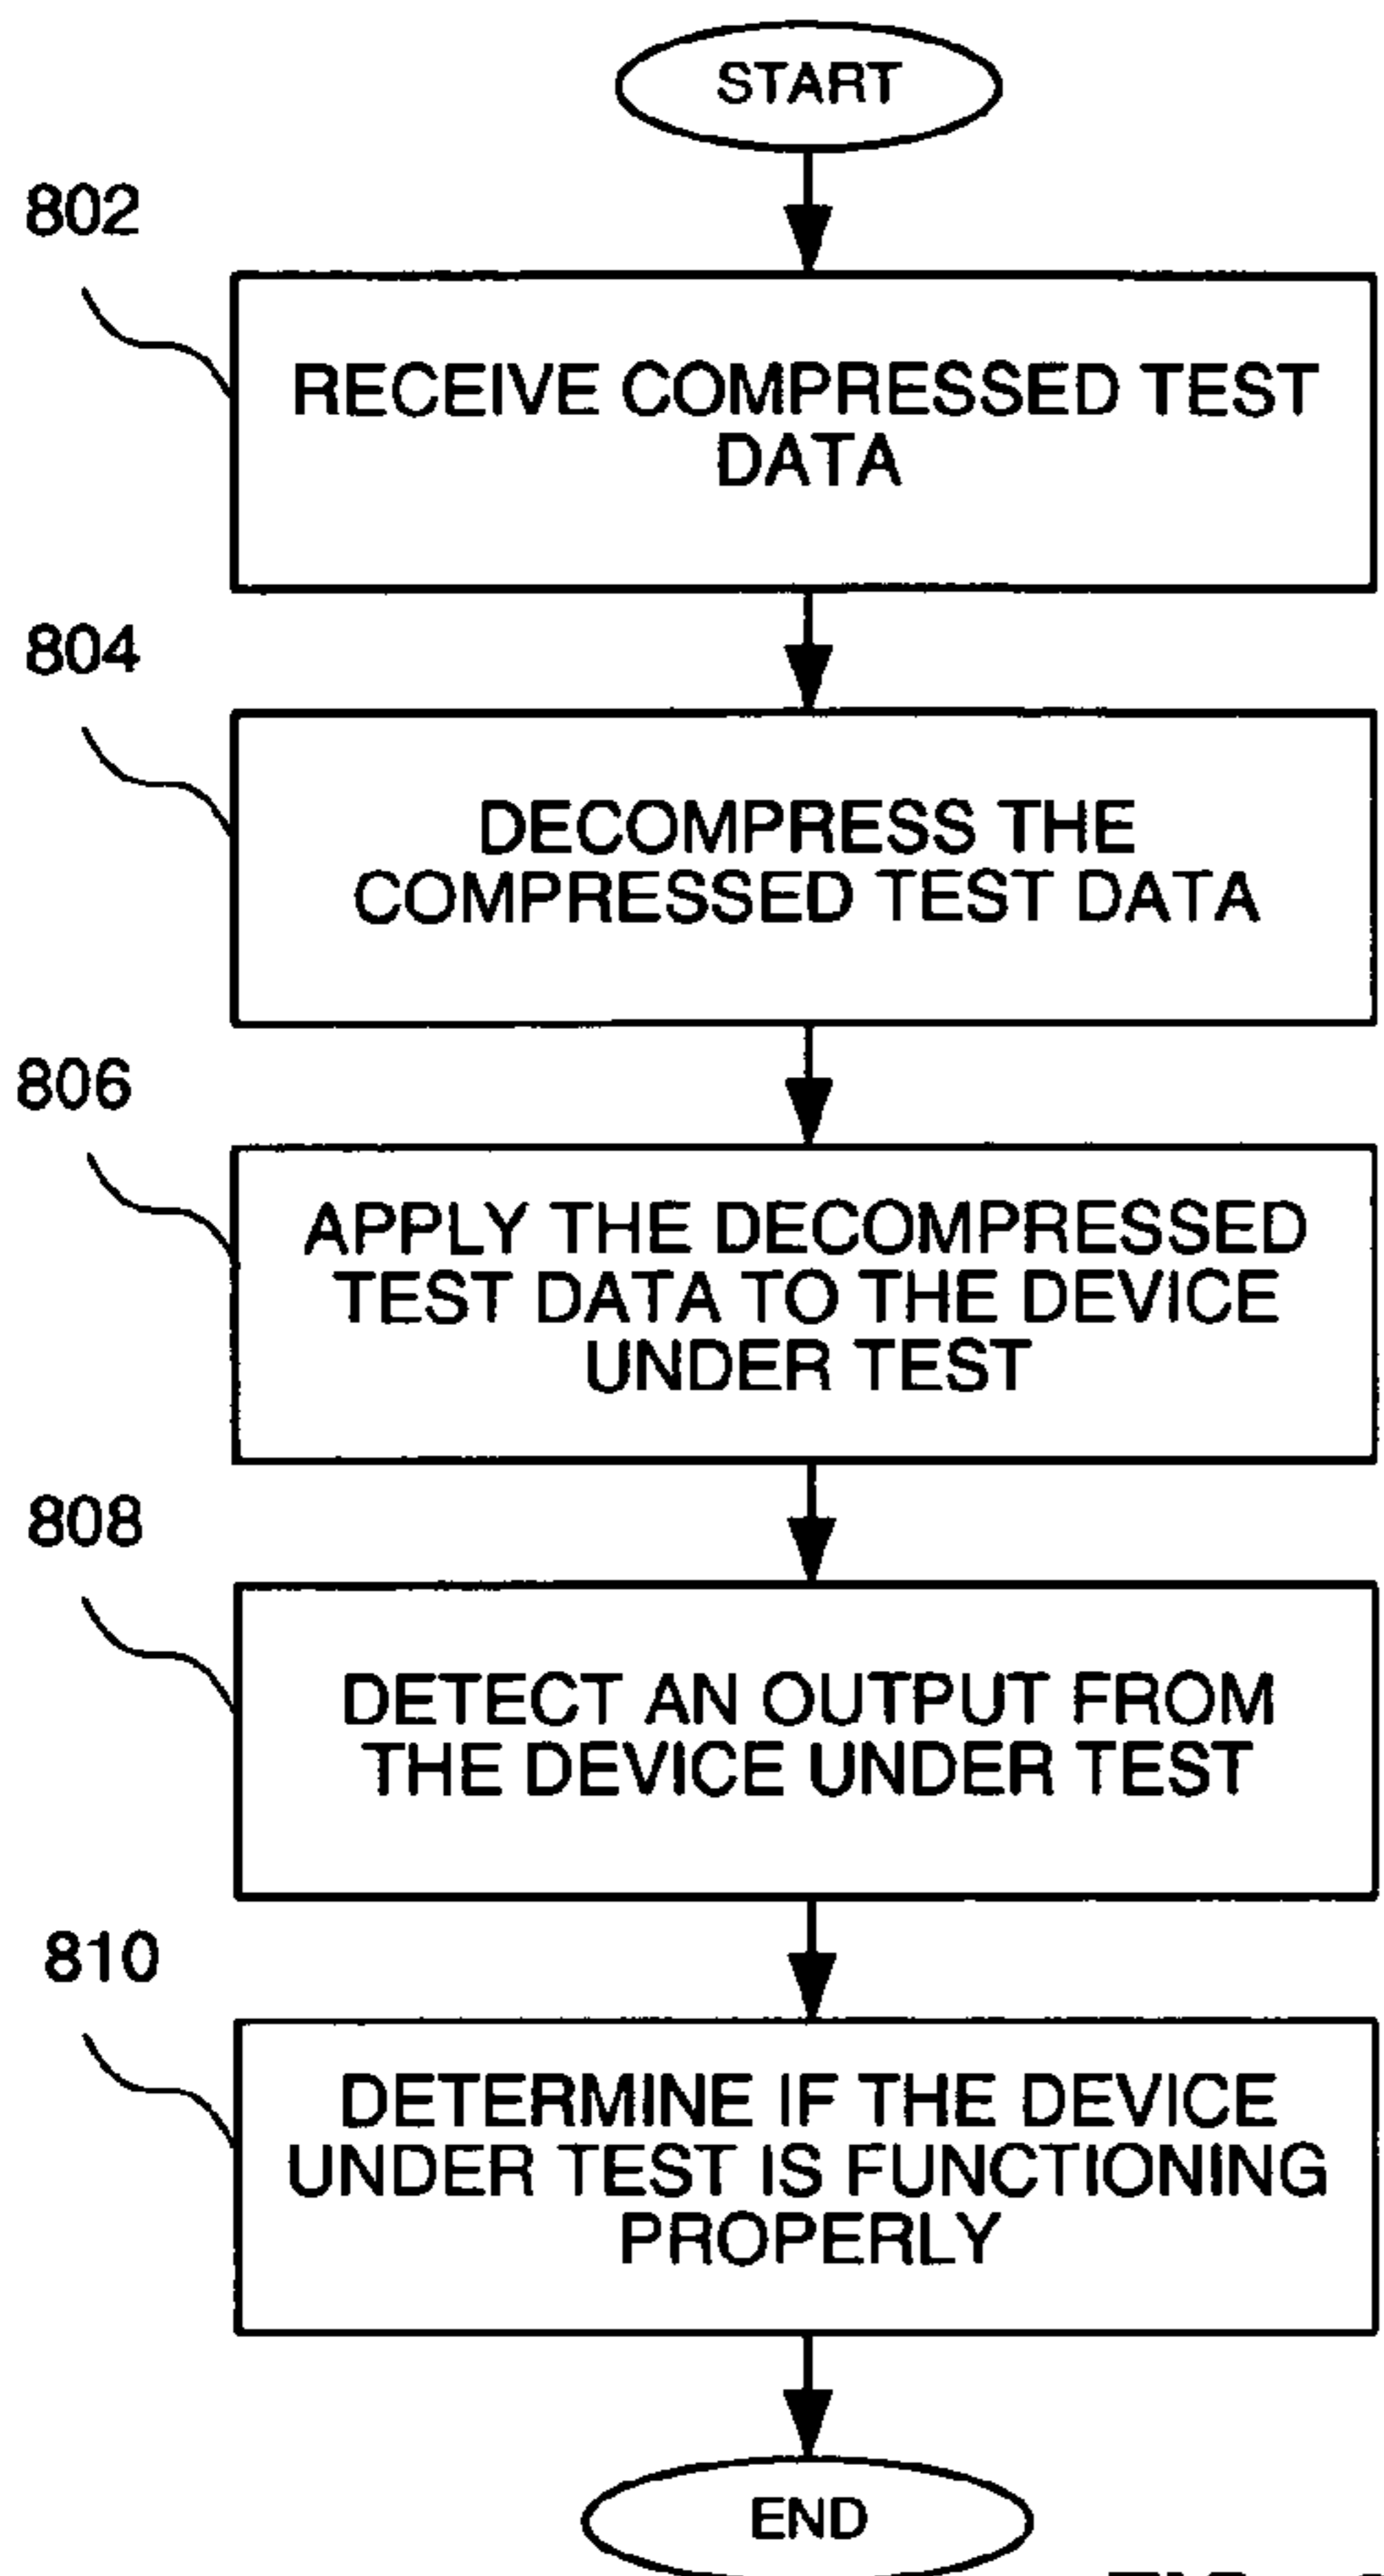 START
802
RECEIVE COMPRESSED TEST
DATA
804
DECOMPRESS THE
COMPRESSED TEST DATA
806
APPLY THE DECOMPRESSED
TEST DATA TO THE DEVICE
UNDER TEST
808
DETECT AN OUTPUT FROM
THE DEVICE UNDER TEST
810
DETERMINE IF THE DEVICE
UNDER TEST IS FUNCTIONING
PROPERLY
END